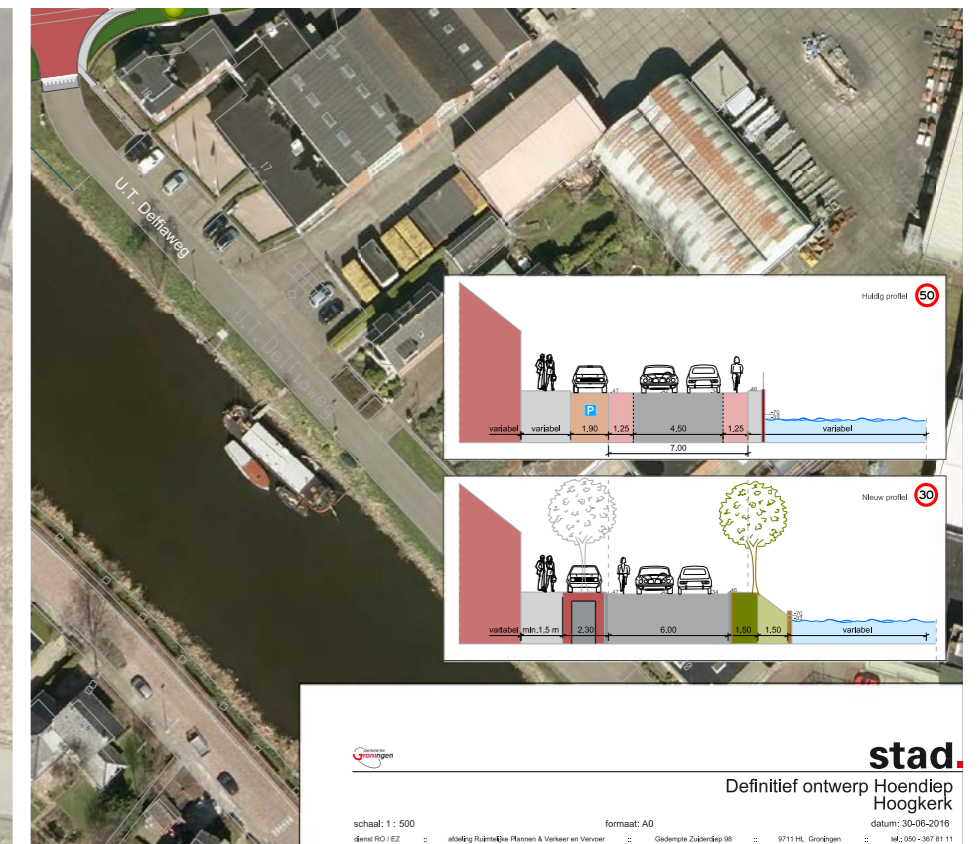 18
17
U.T. Delfiaweg
Huidig profiel 50
P
variabel variabel 1,90 1,25 4,50 1,25 variabel
7.00
Nieuw profiel 30
variabel min.1,5 m 2.30 6.00 1,50 1,50 variabel
Gemeente
Groningen
stad.
Definitief ontwerp Hoendiep
Hoogkerk
schaal: 1 : 500 formaat: A0 datum: 30-06-2016
dienst RO / EZ :: afdeling Ruimtelijke Plannen & Verkeer en Vervoer :: Gedempte Zuiderdiep 98 :: 9711 HL Groningen :: tel.: 050 - 367 81 11